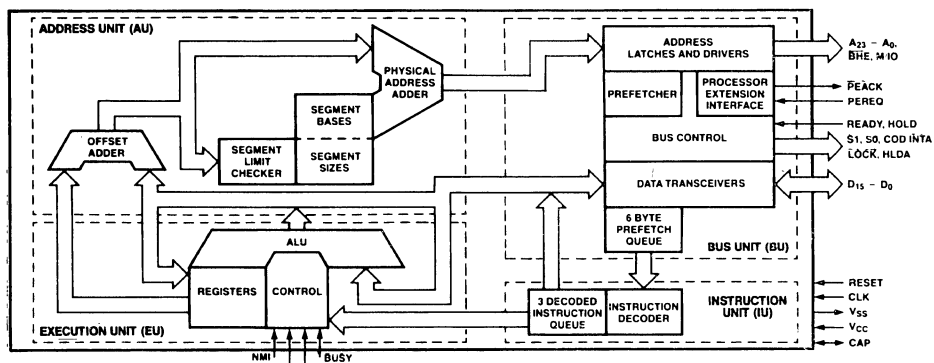 ADDRESS UNIT (AU)
OFFSET
ADDER
SEGMENT
LIMIT
CHECKER
SEGMENT
BASES
SEGMENT
SIZES
PHYSICAL
ADDRESS
ADDER
ADDRESS
LATCHES AND DRIVERS
PREFETCHER
PROCESSOR
EXTENSION
INTERFACE
BUS CONTROL
DATA TRANSCEIVERS
6 BYTE
PREFETCH
QUEUE
BUS UNIT (BU)
A23 – A0,
BHE, M/IO
PEACK
PEREQ
READY, HOLD
S1, S0, COD INTA
LOCK, HLDA
D15 – D0
ALU
REGISTERS
CONTROL
EXECUTION UNIT (EU)
NMI
BUSY
3 DECODED
INSTRUCTION
QUEUE
INSTRUCTION
DECODER
INSTRUCTION
UNIT (IU)
RESET
CLK
VSS
VCC
CAP